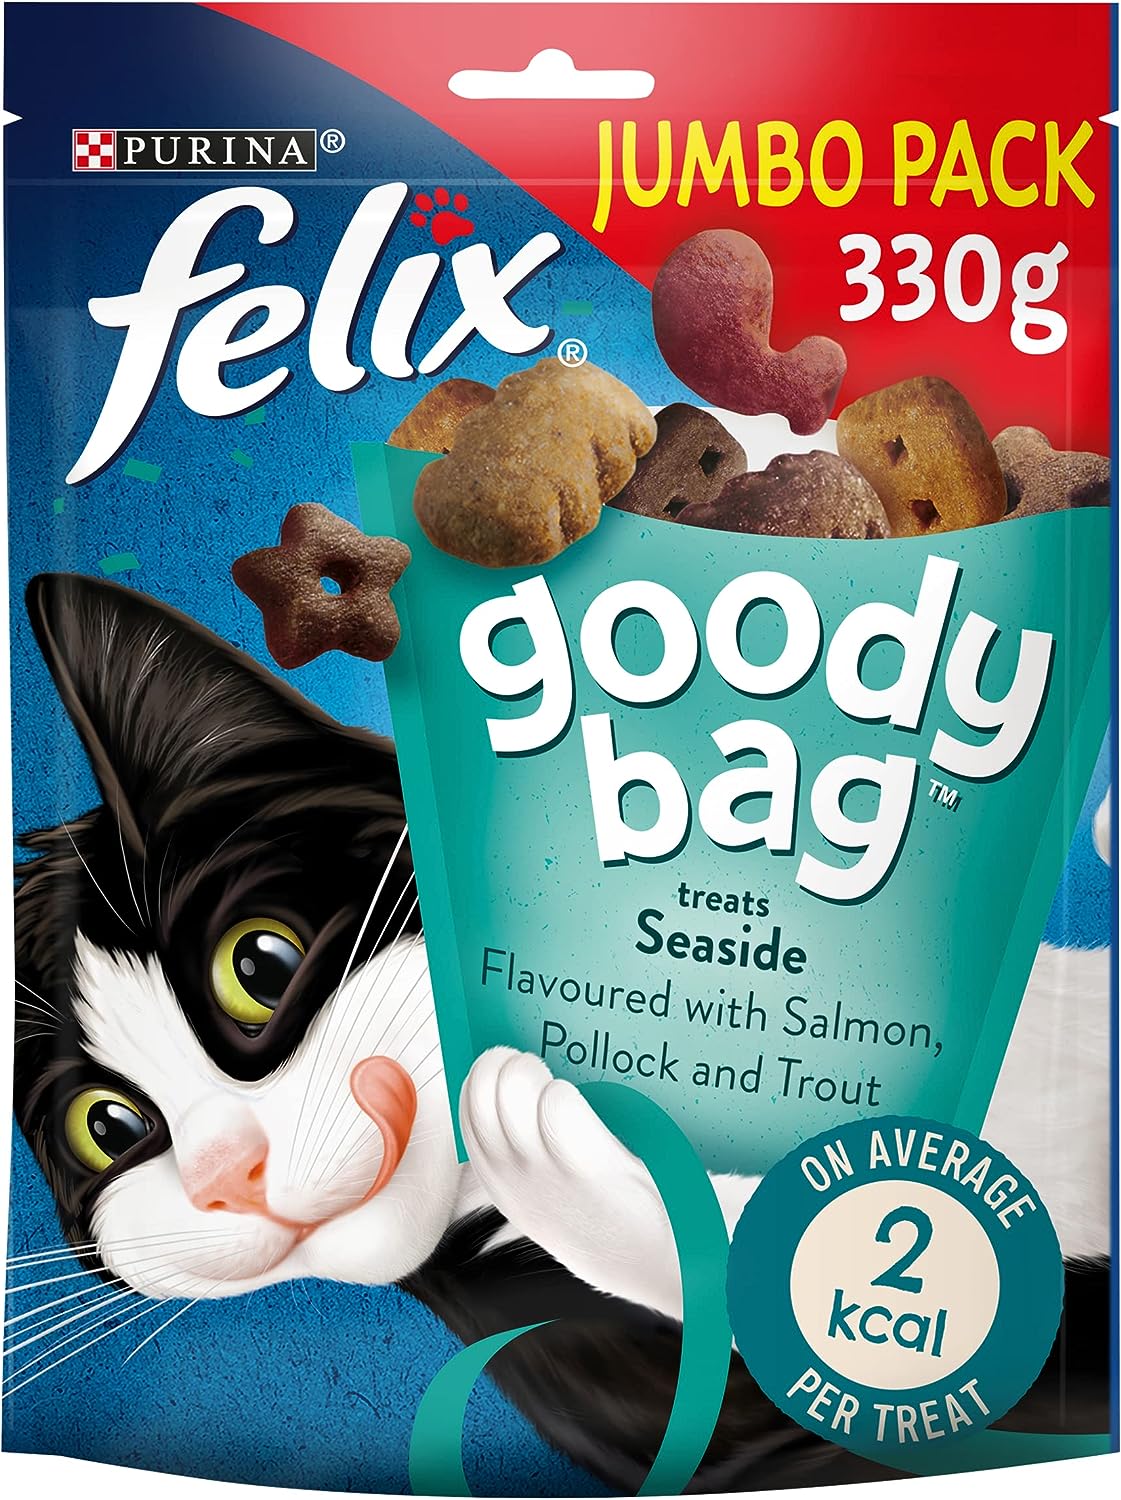 PURINA®
felix®
JUMBO PACK
330g
goody
bag™
treats
Seaside
Flavoured with Salmon,
Pollock and Trout
ON AVERAGE
2
kcal
PER TREAT